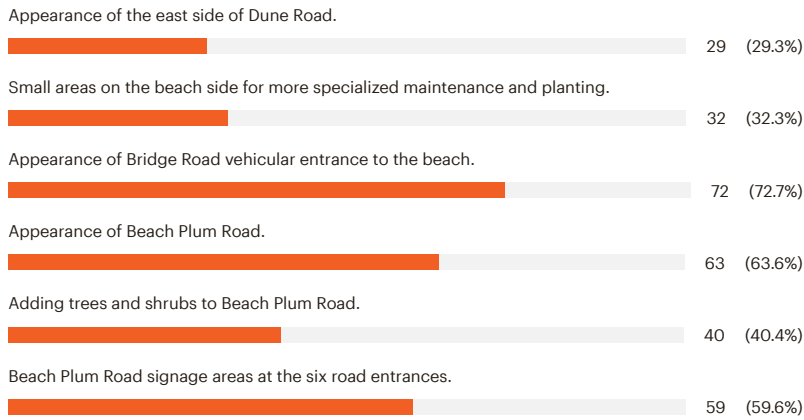 Appearance of the east side of Dune Road.
29 (29.3%)
Small areas on the beach side for more specialized maintenance and planting.
32 (32.3%)
Appearance of Bridge Road vehicular entrance to the beach.
72 (72.7%)
Appearance of Beach Plum Road.
63 (63.6%)
Adding trees and shrubs to Beach Plum Road.
40 (40.4%)
Beach Plum Road signage areas at the six road entrances.
59 (59.6%)